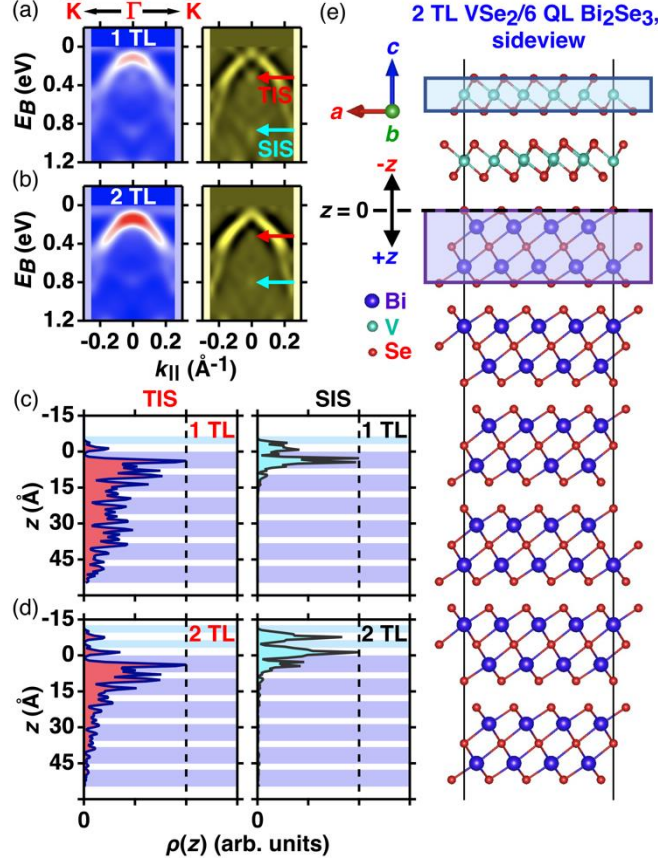 (a) K Γ K
1 TL
TIS
SIS
E_B (eV)
0
0.4
0.8
1.2
(b) 2 TL
E_B (eV)
0
0.4
0.8
1.2
-0.2 0 0.2 -0.2 0 0.2
k|| (Å-1)
(c) TIS SIS
-15
0
15
30
45
z (Å)
1 TL 1 TL
(d)
-15
0
15
30
45
z (Å)
2 TL 2 TL
0 0
ρ(z) (arb. units)
(e) 2 TL VSe2/6 QL Bi2Se3,
sideview
c
a
b
-z
z = 0
+z
Bi
V
Se